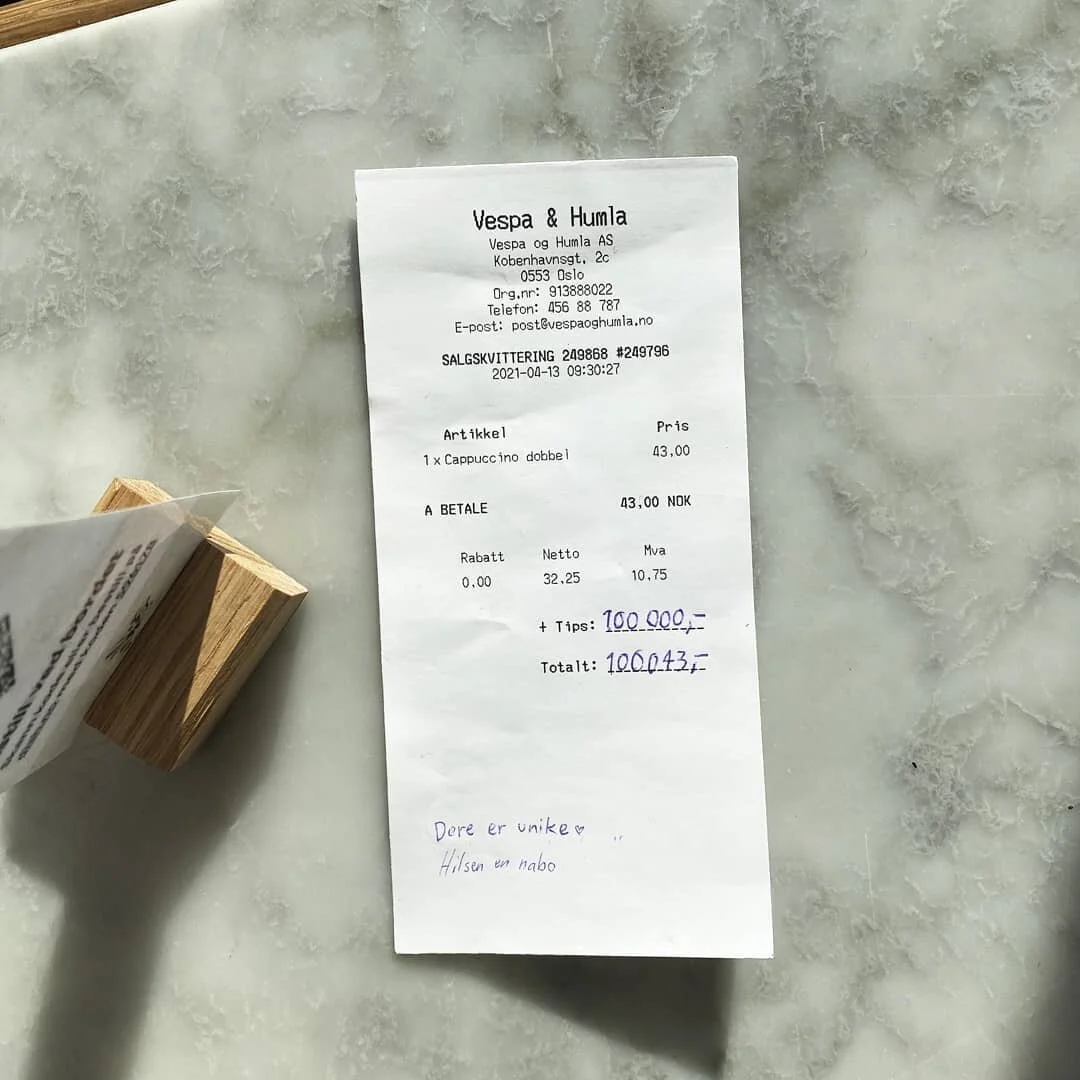 Vespa & Humla
Vespa og Humla AS
Kobenhavnsgt. 2c
0553 Oslo
Org.nr: 913888022
Telefon: 456 88 787
E-post: post@vespaoghumla.no
SALGSKVITTERING 249868 #249796
2021-04-13 09:30:27
Artikkel Pris
1 x Cappuccino dobbel 43,00
A BETALE 43,00 NOK
Rabatt Netto Mva
0,00 32,25 10,75
+ Tips: 100 000,-
Totalt: 100043,-
Dere er unike ♡
Hilsen en nabo
ved bordet